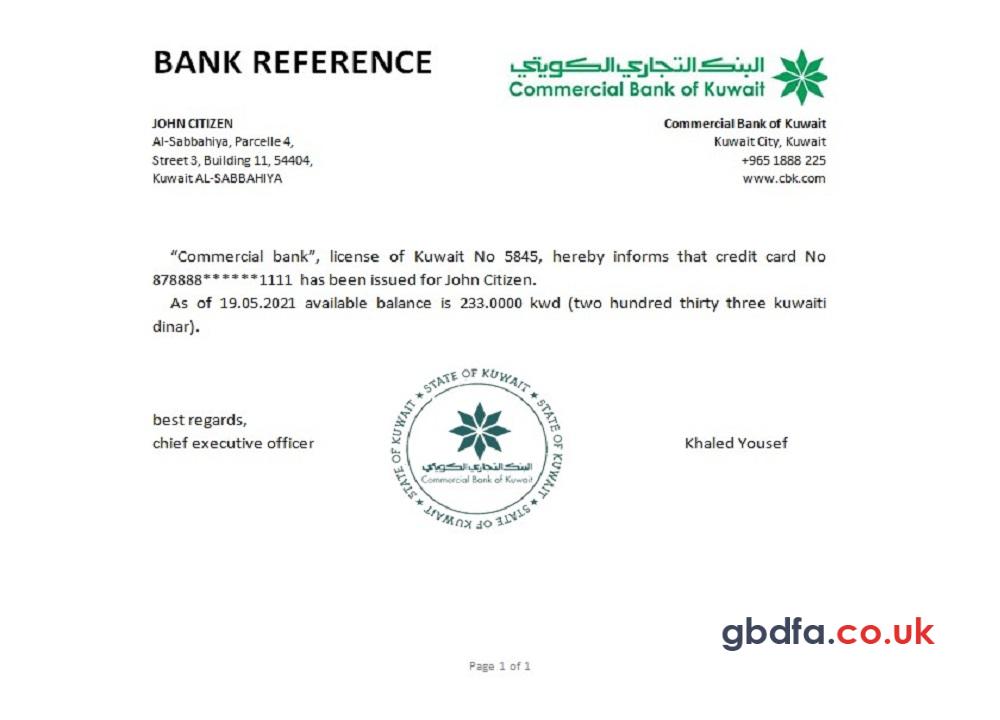 BANK REFERENCE
البنك التجاري الكويتي
Commercial Bank of Kuwait
JOHN CITIZEN
Al-Sabbahiya, Parcelle 4,
Street 3, Building 11, 54404,
Kuwait AL-SABBAHIYA
Commercial Bank of Kuwait
Kuwait City, Kuwait
+965 1888 225
www.cbk.com
“Commercial bank”, license of Kuwait No 5845, hereby informs that credit card No
878888******1111 has been issued for John Citizen.
As of 19.05.2021 available balance is 233.0000 kwd (two hundred thirty three kuwaiti
dinar).
best regards,
chief executive officer
★ STATE OF KUWAIT ★ STATE OF KUWAIT ★ STATE OF KUWAIT ★ STATE OF KUWAIT
البنك التجاري الكويتي
Commercial Bank of Kuwait
Khaled Yousef
gbdfa.co.uk
Page 1 of 1